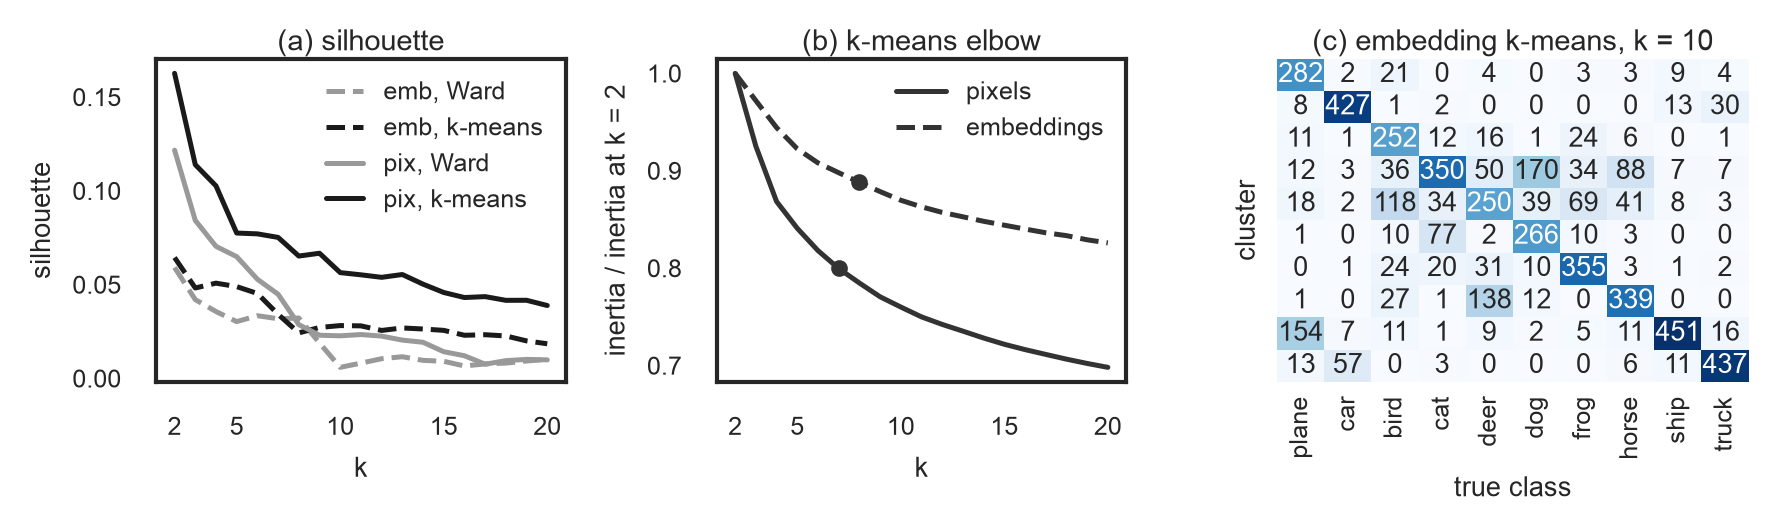 (a) silhouette
silhouette
0.15
0.10
0.05
0.00
emb, Ward
emb, k-means
pix, Ward
pix, k-means
2 5 10 15 20
k
(b) k-means elbow
inertia / inertia at k = 2
1.0
0.9
0.8
0.7
pixels
embeddings
2 5 10 15 20
k
(c) embedding k-means, k = 10
cluster
282 2 21 0 4 0 3 3 9 4
8 427 1 2 0 0 0 0 13 30
11 1 252 12 16 1 24 6 0 1
12 3 36 350 50 170 34 88 7 7
18 2 118 34 250 39 69 41 8 3
1 0 10 77 2 266 10 3 0 0
0 1 24 20 31 10 355 3 1 2
1 0 27 1 138 12 0 339 0 0
154 7 11 1 9 2 5 11 451 16
13 57 0 3 0 0 0 6 11 437
plane car bird cat deer dog frog horse ship truck
true class